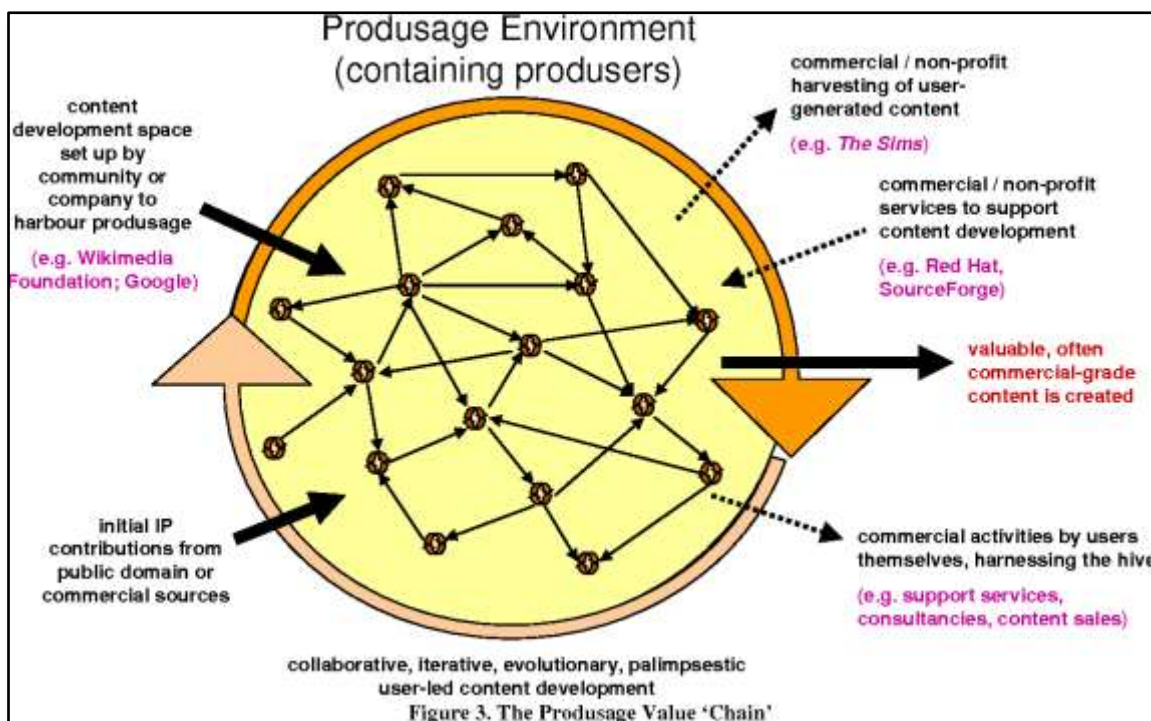 Produsage Environment
(containing produsers)
content
development space
set up by
community or
company to
harbour produsage
(e.g. Wikimedia
Foundation; Google)
initial IP
contributions from
public domain or
commercial sources
commercial / non-profit
harvesting of user-
generated content
(e.g. The Sims)
commercial / non-profit
services to support
content development
(e.g. Red Hat,
SourceForge)
valuable, often
commercial-grade
content is created
commercial activities by users
themselves, harnessing the hive
(e.g. support services,
consultancies, content sales)
collaborative, iterative, evolutionary, palimpsestic
user-led content development
Figure 3. The Produsage Value ‘Chain’